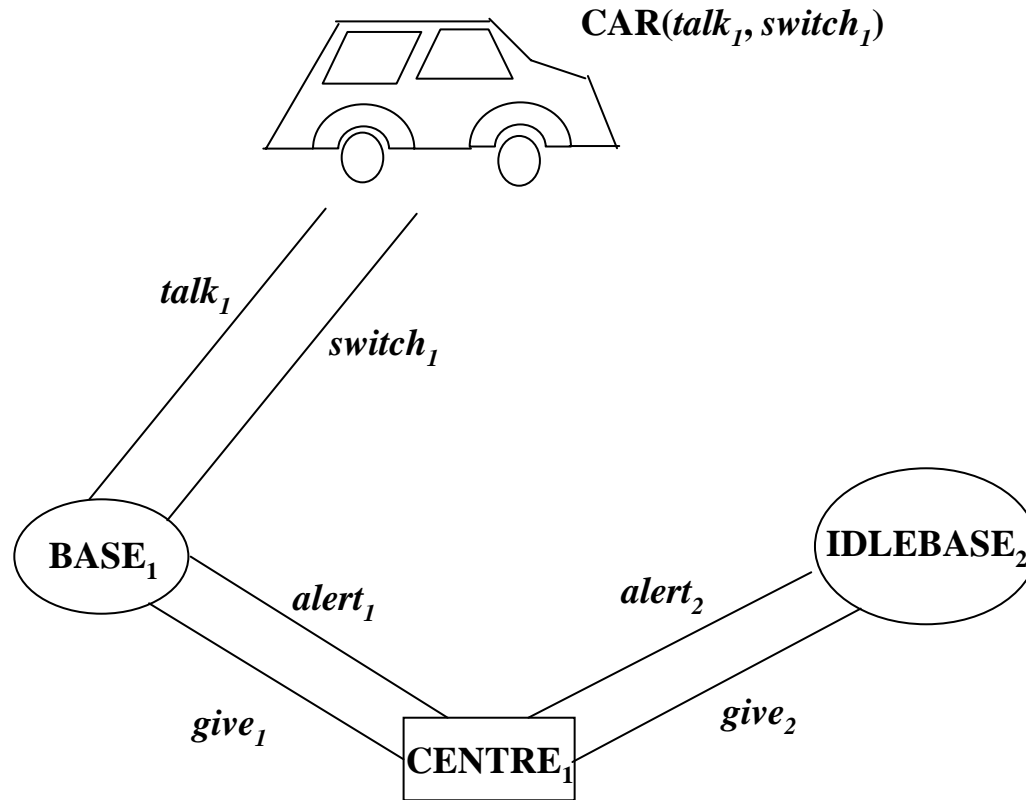 CAR(talk₁, switch₁)
talk₁
switch₁
BASE₁
IDLEBASE₂
alert₁
alert₂
give₁
give₂
CENTRE₁